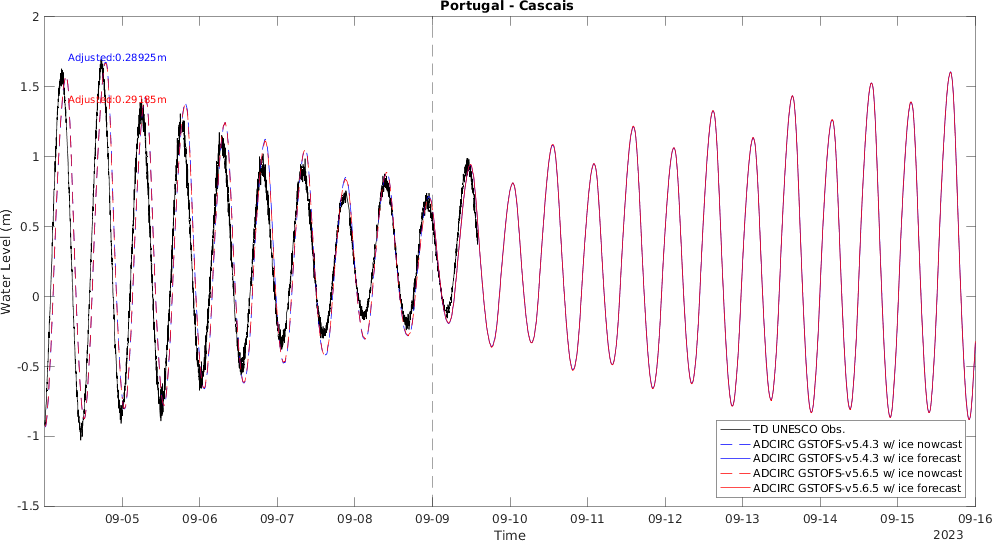 Portugal - Cascais
2
1.5
1
0.5
0
-0.5
-1
-1.5
Water Level (m)
Adjusted:0.28925m
Adjusted:0.29185m
TD UNESCO Obs.
ADCIRC GSTOFS-v5.4.3 w/ ice nowcast
ADCIRC GSTOFS-v5.4.3 w/ ice forecast
ADCIRC GSTOFS-v5.6.5 w/ ice nowcast
ADCIRC GSTOFS-v5.6.5 w/ ice forecast
09-05 09-06 09-07 09-08 09-09 09-10 09-11 09-12 09-13 09-14 09-15 09-16
Time
2023